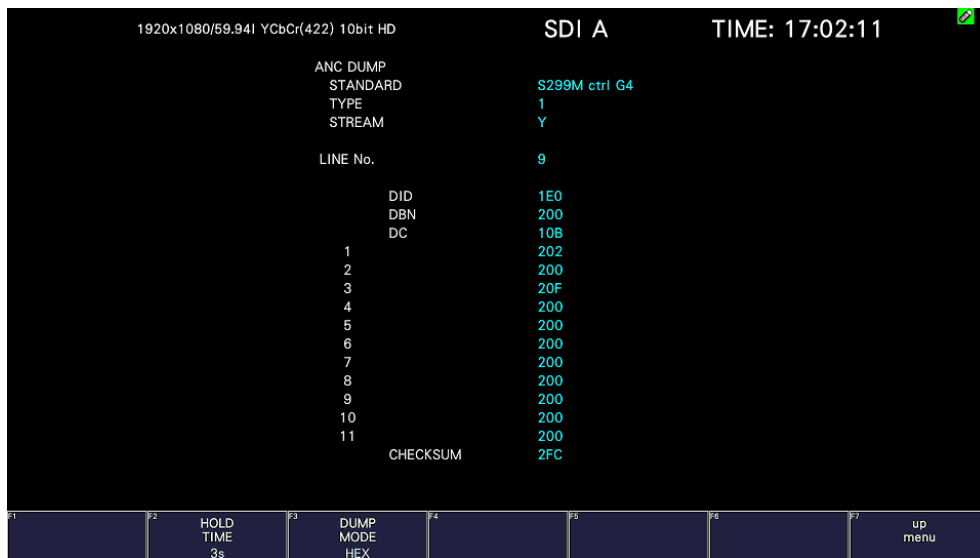 1920x1080/59.94I YCbCr(422) 10bit HD SDI A TIME: 17:02:11
ANC DUMP
STANDARD S299M ctrl G4
TYPE 1
STREAM Y
LINE No. 9
DID 1E0
DBN 200
DC 10B
1 202
2 200
3 20F
4 200
5 200
6 200
7 200
8 200
9 200
10 200
11 200
CHECKSUM 2FC
F1 F2 HOLD F3 DUMP F4 F5 F6 F7 up
TIME MODE menu
3s HEX